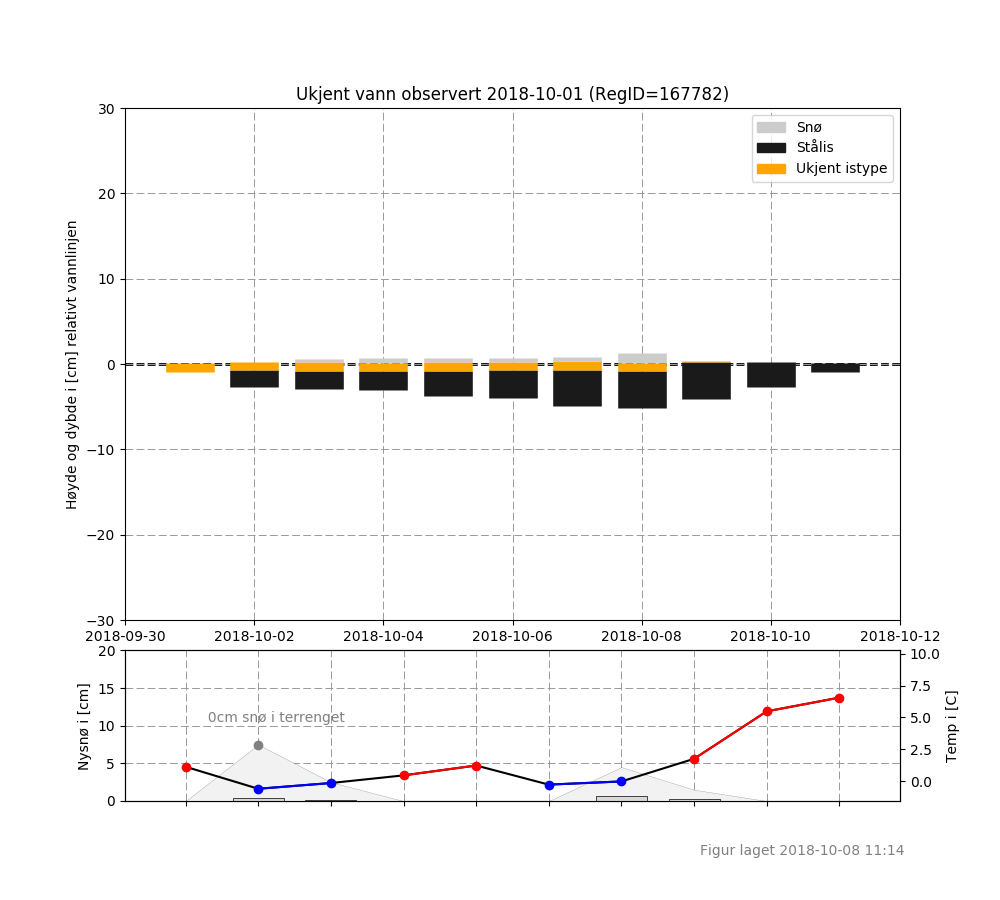 Ukjent vann observert 2018-10-01 (RegID=167782)
Snø
Stålis
Ukjent istype
Høyde og dybde i [cm] relativt vannlinjen
30
20
10
0
−10
−20
−30
2018-09-30 2018-10-02 2018-10-04 2018-10-06 2018-10-08 2018-10-10 2018-10-12
Nysnø i [cm]
20
15
10
5
0
0cm snø i terrenget
10.0
7.5
5.0
2.5
0.0
Temp i [C]
Figur laget 2018-10-08 11:14